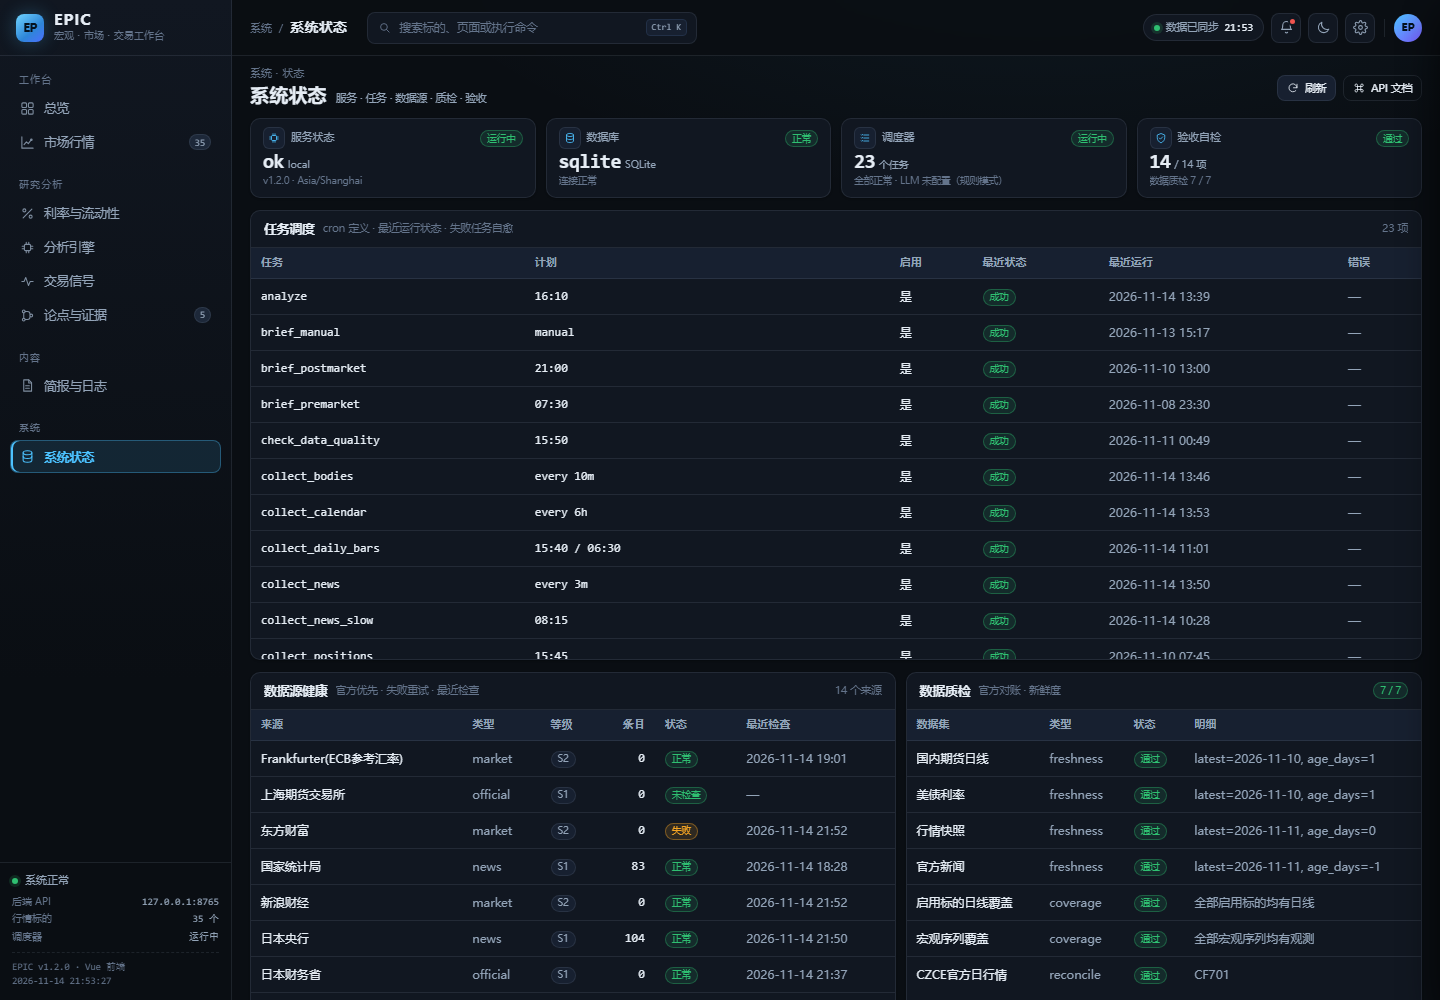 EP
EPIC
宏观 · 市场 · 交易工作台
工作台
总览
市场行情 35
研究分析
利率与流动性
分析引擎
交易信号
论点与证据 5
内容
简报与日志
系统
系统状态
系统正常
后端 API 127.0.0.1:8765
行情标的 35 个
调度器 运行中
EPIC v1.2.0 · Vue 前端
2026-11-14 21:53:27
系统 / 系统状态
搜索标的、页面或执行命令 Ctrl K
数据已同步 21:53
EP
系统 · 状态
系统状态 服务 · 任务 · 数据源 · 质检 · 验收
刷新
API 文档
服务状态 运行中
ok local
v1.2.0 · Asia/Shanghai
数据库 正常
sqlite SQLite
连接正常
调度器 运行中
23 个任务
全部正常 · LLM 未配置（规则模式）
验收自检 通过
14 / 14 项
数据质检 7 / 7
任务调度 cron 定义 · 最近运行状态 · 失败任务自愈 23 项
任务 计划 启用 最近状态 最近运行 错误
analyze 16:10 是 成功 2026-11-14 13:39 —
brief_manual manual 是 成功 2026-11-13 15:17 —
brief_postmarket 21:00 是 成功 2026-11-10 13:00 —
brief_premarket 07:30 是 成功 2026-11-08 23:30 —
check_data_quality 15:50 是 成功 2026-11-11 00:49 —
collect_bodies every 10m 是 成功 2026-11-14 13:46 —
collect_calendar every 6h 是 成功 2026-11-14 13:53 —
collect_daily_bars 15:40 / 06:30 是 成功 2026-11-14 11:01 —
collect_news every 3m 是 成功 2026-11-14 13:50 —
collect_news_slow 08:15 是 成功 2026-11-14 10:28 —
collect_positions 15:45 是 成功 2026-11-10 07:45 —
数据源健康 官方优先 · 失败重试 · 最近检查 14 个来源
来源 类型 等级 条目 状态 最近检查
Frankfurter(ECB参考汇率) market S2 0 正常 2026-11-14 19:01
上海期货交易所 official S1 0 未检查 —
东方财富 market S2 0 失败 2026-11-14 21:52
国家统计局 news S1 83 正常 2026-11-14 18:28
新浪财经 market S2 0 正常 2026-11-14 21:52
日本央行 news S1 104 正常 2026-11-14 21:50
日本财务省 official S1 0 正常 2026-11-14 21:37
数据质检 官方对账 · 新鲜度 7 / 7
数据集 类型 状态 明细
国内期货日线 freshness 通过 latest=2026-11-10, age_days=1
美债利率 freshness 通过 latest=2026-11-10, age_days=1
行情快照 freshness 通过 latest=2026-11-11, age_days=0
官方新闻 freshness 通过 latest=2026-11-11, age_days=-1
启用标的日线覆盖 coverage 通过 全部启用标的均有日线
宏观序列覆盖 coverage 通过 全部宏观序列均有观测
CZCE官方日行情 reconcile 通过 CF701